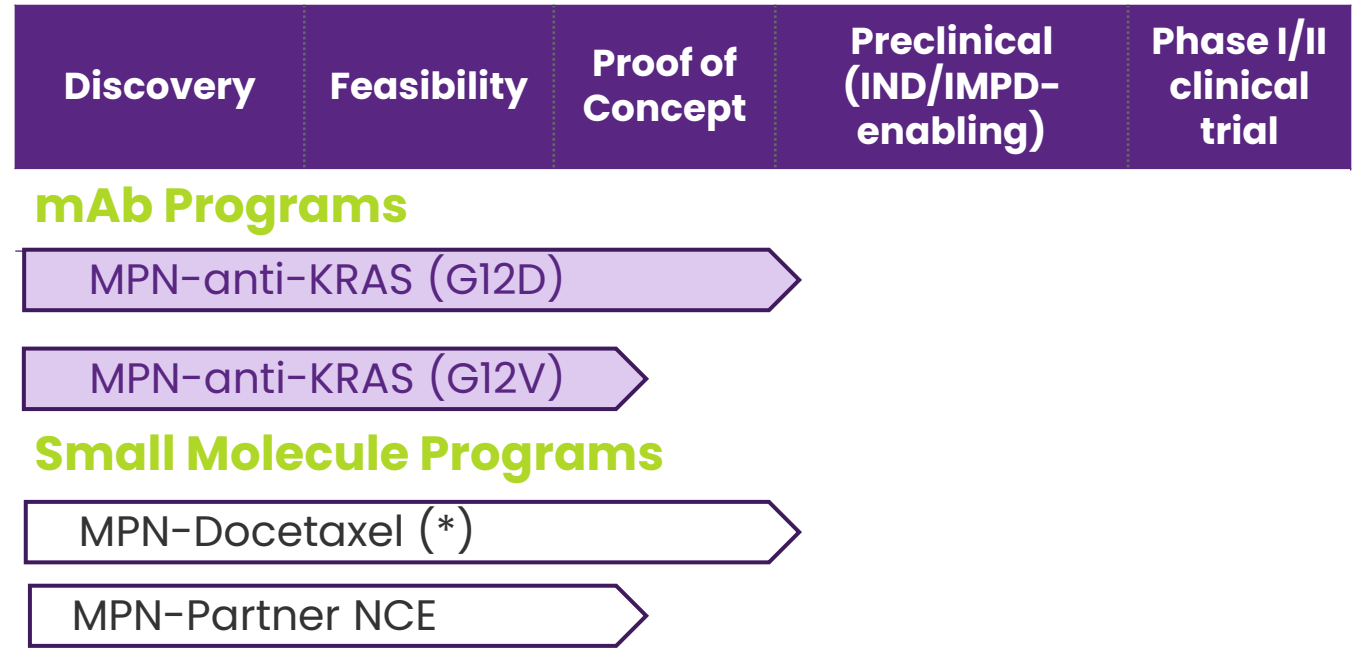 Discovery
Feasibility
Proof of
Concept
Preclinical
(IND/IMPD-
enabling)
Phase I/II
clinical
trial
mAb Programs
MPN-anti-KRAS (G12D)
MPN-anti-KRAS (G12V)
Small Molecule Programs
MPN-Docetaxel (*)
MPN-Partner NCE